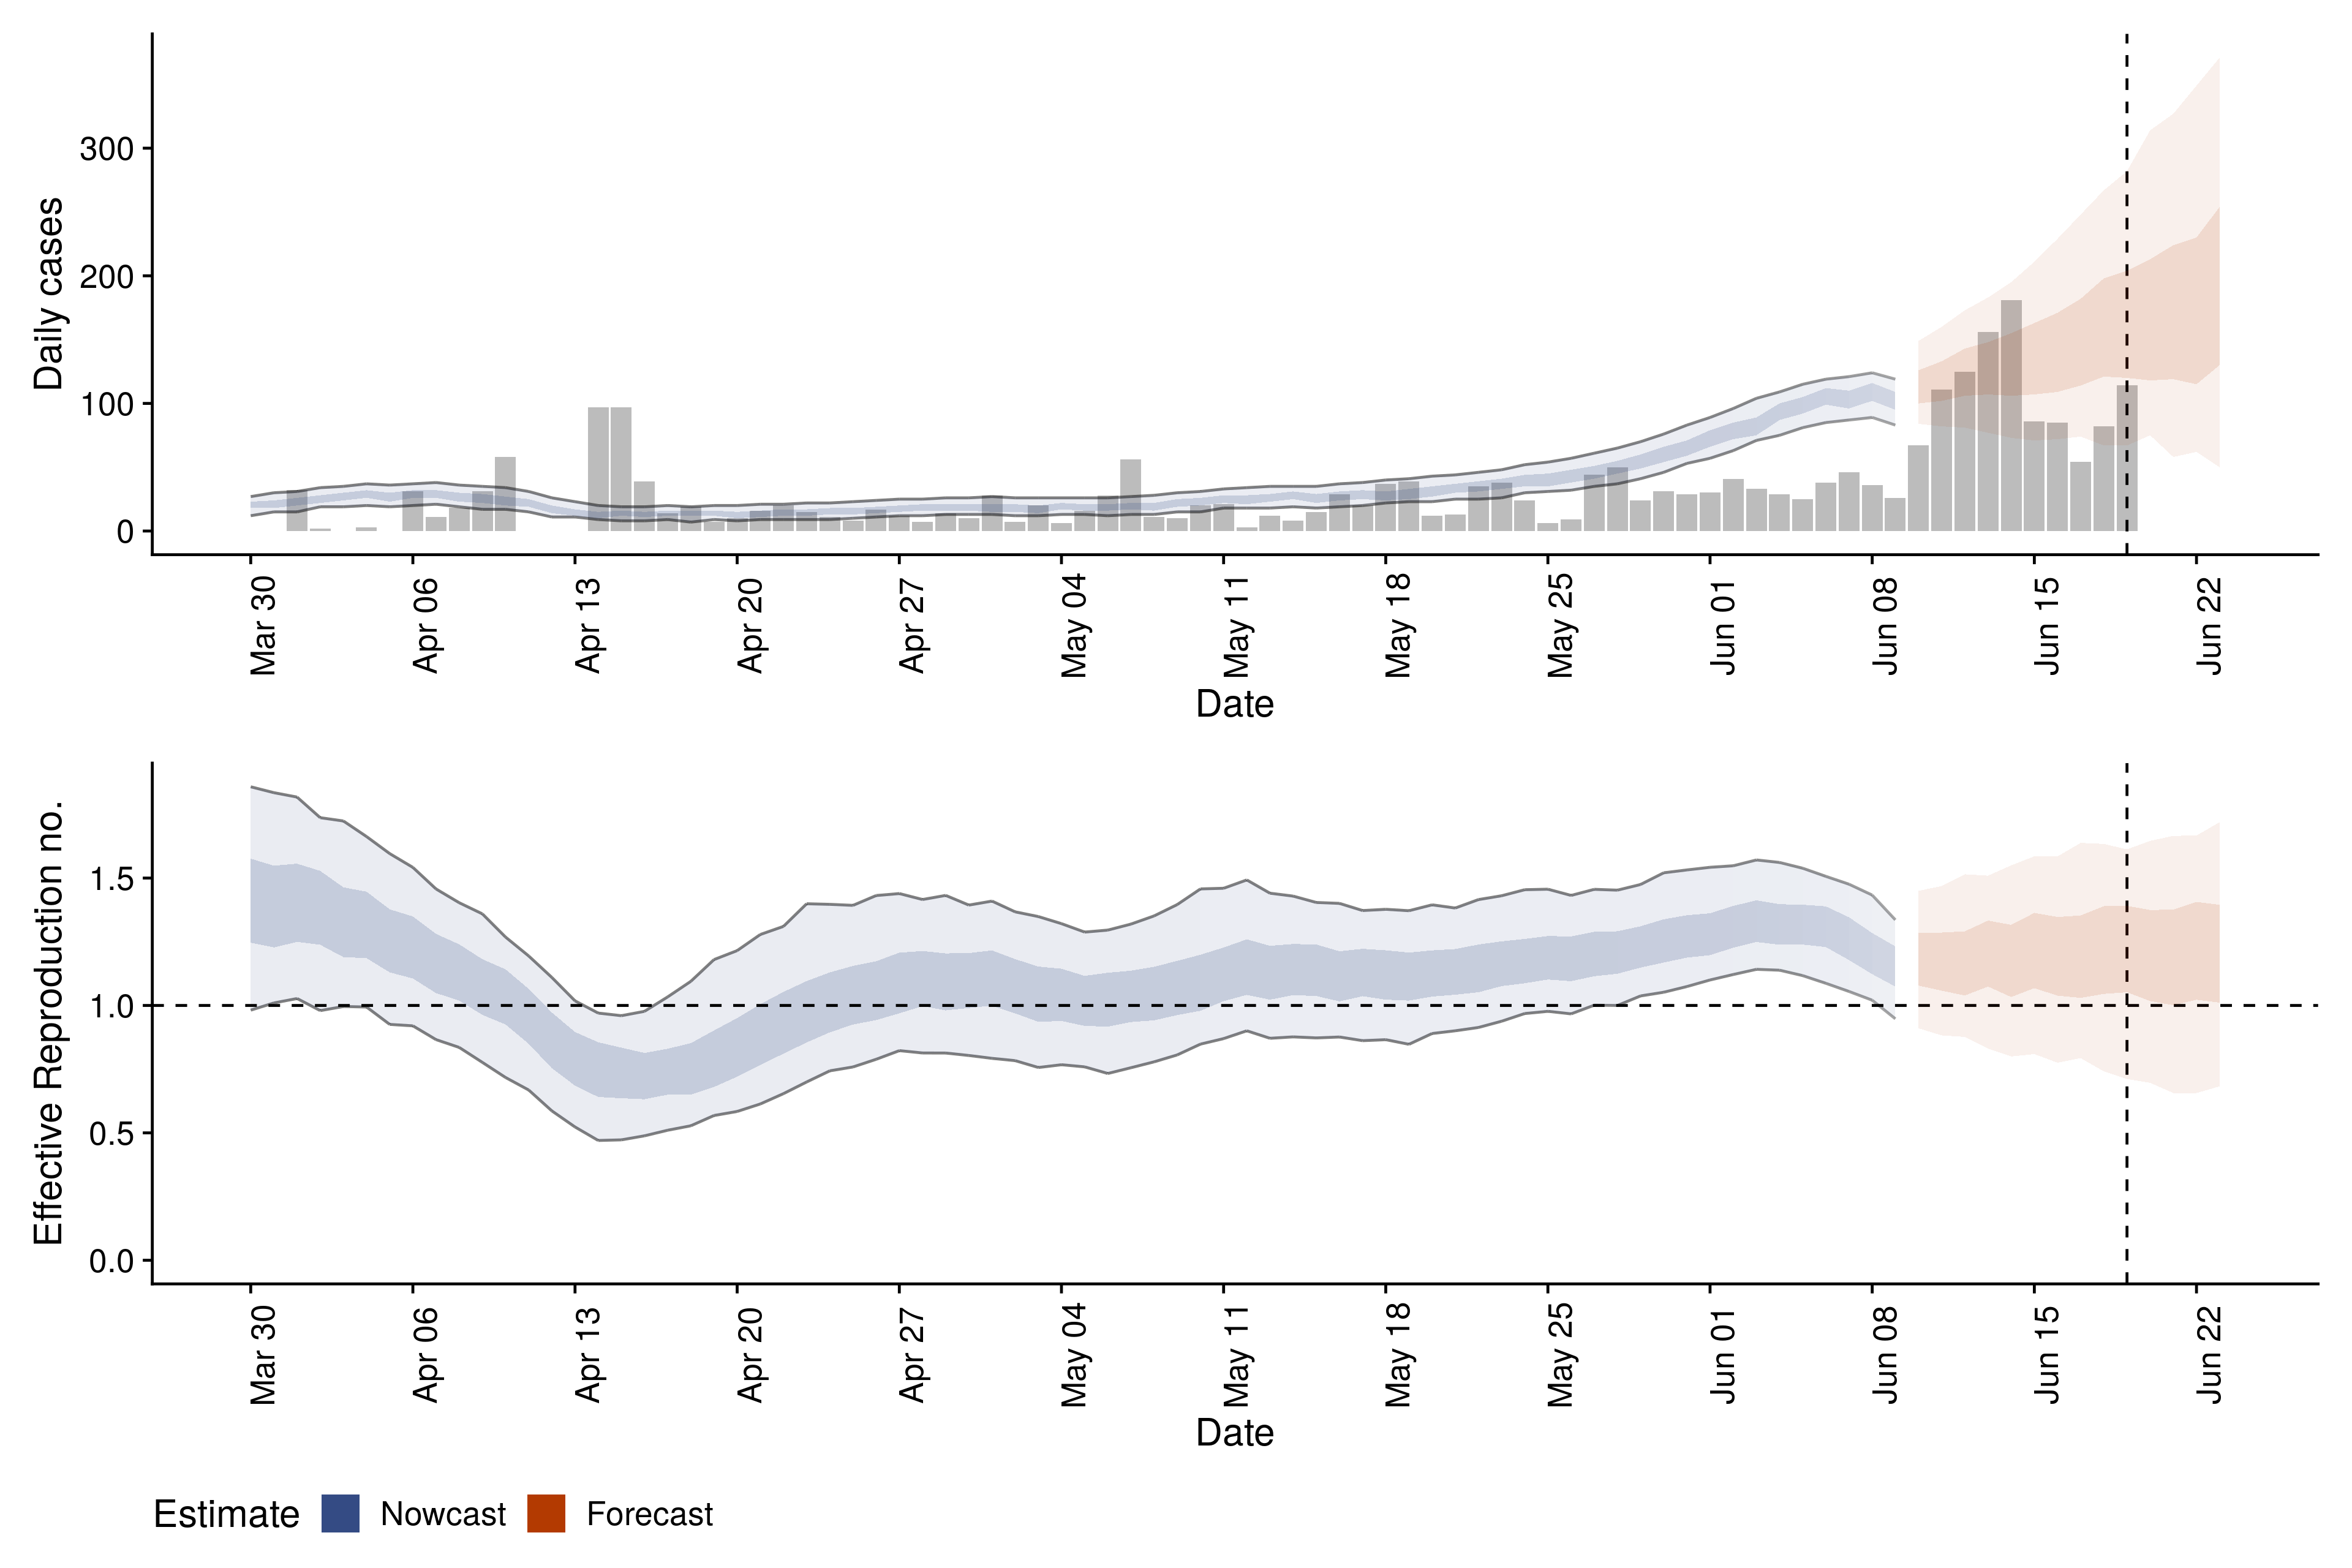 Daily cases
300
200
100
0
Mar 30
Apr 06
Apr 13
Apr 20
Apr 27
May 04
May 11
May 18
May 25
Jun 01
Jun 08
Jun 15
Jun 22
Date
Effective Reproduction no.
1.5
1.0
0.5
0.0
Mar 30
Apr 06
Apr 13
Apr 20
Apr 27
May 04
May 11
May 18
May 25
Jun 01
Jun 08
Jun 15
Jun 22
Date
Estimate Nowcast Forecast